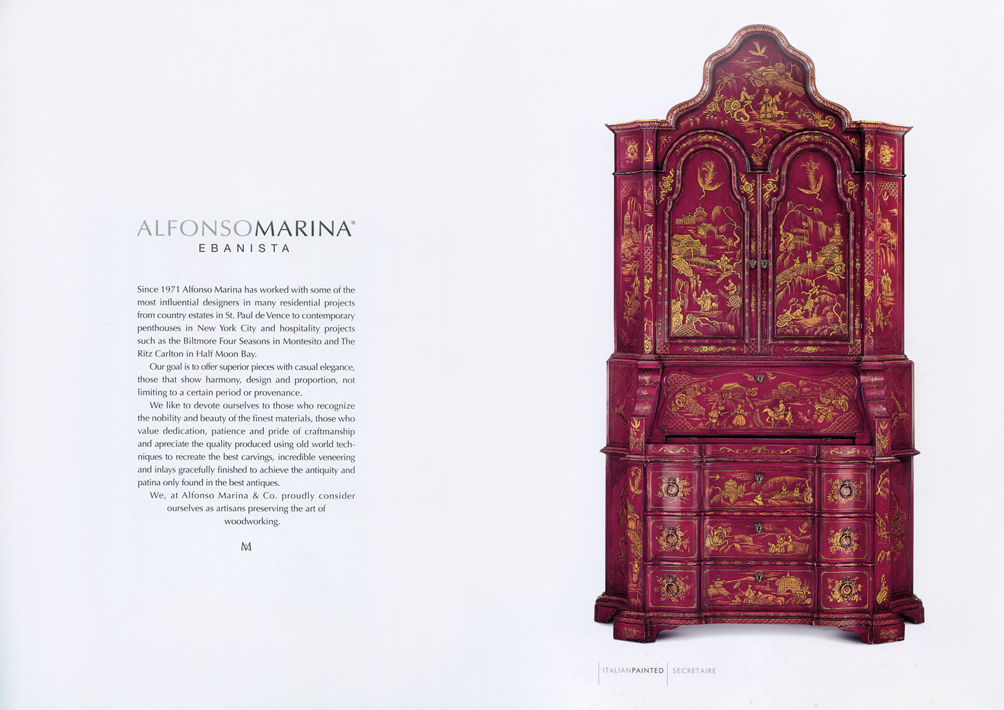 ALFONSOMARINA®
EBANISTA
Since 1971 Alfonso Marina has worked with some of the
most influential designers in many residential projects
from country estates in St. Paul de Vence to contemporary
penthouses in New York City and hospitality projects
such as the Biltmore Four Seasons in Montesito and The
Ritz Carlton in Half Moon Bay.
Our goal is to offer superior pieces with casual elegance,
those that show harmony, design and proportion, not
limiting to a certain period or provenance.
We like to devote ourselves to those who recognize
the nobility and beauty of the finest materials, those who
value dedication, patience and pride of craftmanship
and apreciate the quality produced using old world tech-
niques to recreate the best carvings, incredible veneering
and inlays gracefully finished to achieve the antiquity and
patina only found in the best antiques.
We, at Alfonso Marina & Co. proudly consider
ourselves as artisans preserving the art of
woodworking.
ITALIANPAINTED SECRETAIRE